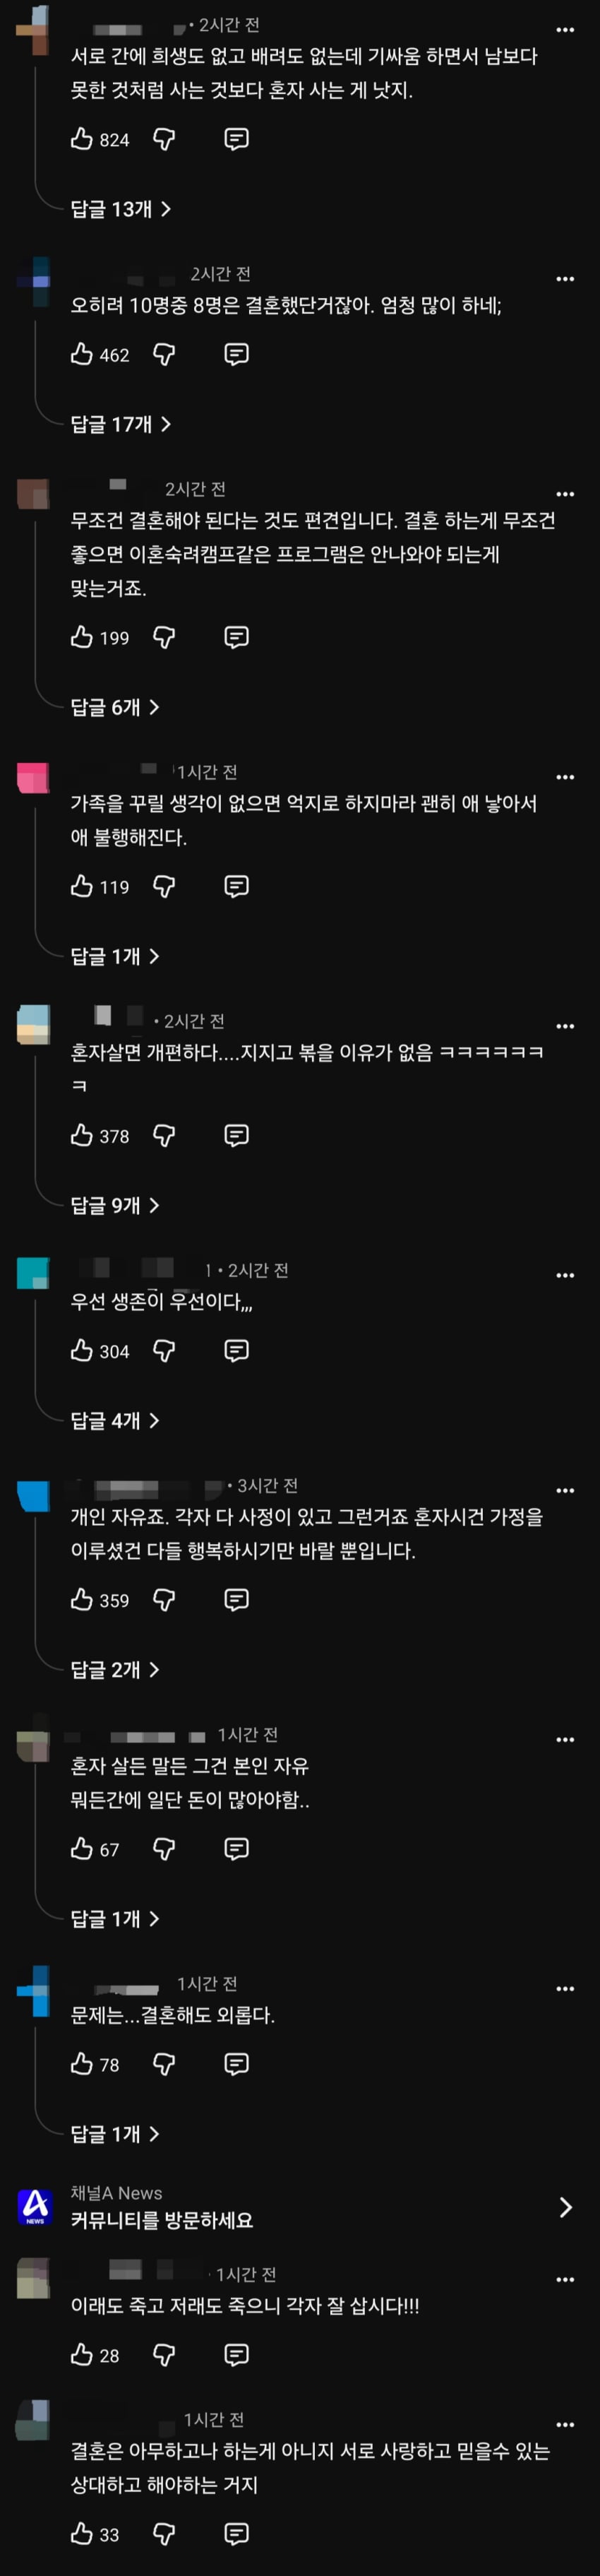 • 2시간 전
서로 간에 희생도 없고 배려도 없는데 기싸움 하면서 남보다
못한 것처럼 사는 것보다 혼자 사는 게 낫지.
824
답글 13개
2시간 전
오히려 10명중 8명은 결혼했단거잖아. 엄청 많이 하네;
462
답글 17개
2시간 전
무조건 결혼해야 된다는 것도 편견입니다. 결혼 하는게 무조건
좋으면 이혼숙려캠프같은 프로그램은 안나와야 되는게
맞는거죠.
199
답글 6개
1시간 전
가족을 꾸릴 생각이 없으면 억지로 하지마라 괜히 애 낳아서
애 불행해진다.
119
답글 1개
• 2시간 전
혼자살면 개편하다....지지고 볶을 이유가 없음 ㅋㅋㅋㅋㅋㅋ
ㅋ
378
답글 9개
• 2시간 전
우선 생존이 우선이다,,,
304
답글 4개
• 3시간 전
개인 자유죠. 각자 다 사정이 있고 그런거죠 혼자시건 가정을
이루셨건 다들 행복하시기만 바랄 뿐입니다.
359
답글 2개
1시간 전
혼자 살든 말든 그건 본인 자유
뭐든간에 일단 돈이 많아야함..
67
답글 1개
1시간 전
문제는...결혼해도 외롭다.
78
답글 1개
채널A News
커뮤니티를 방문하세요
· 1시간 전
이래도 죽고 저래도 죽으니 각자 잘 삽시다!!!
28
1시간 전
결혼은 아무하고나 하는게 아니지 서로 사랑하고 믿을수 있는
상대하고 해야하는 거지
33